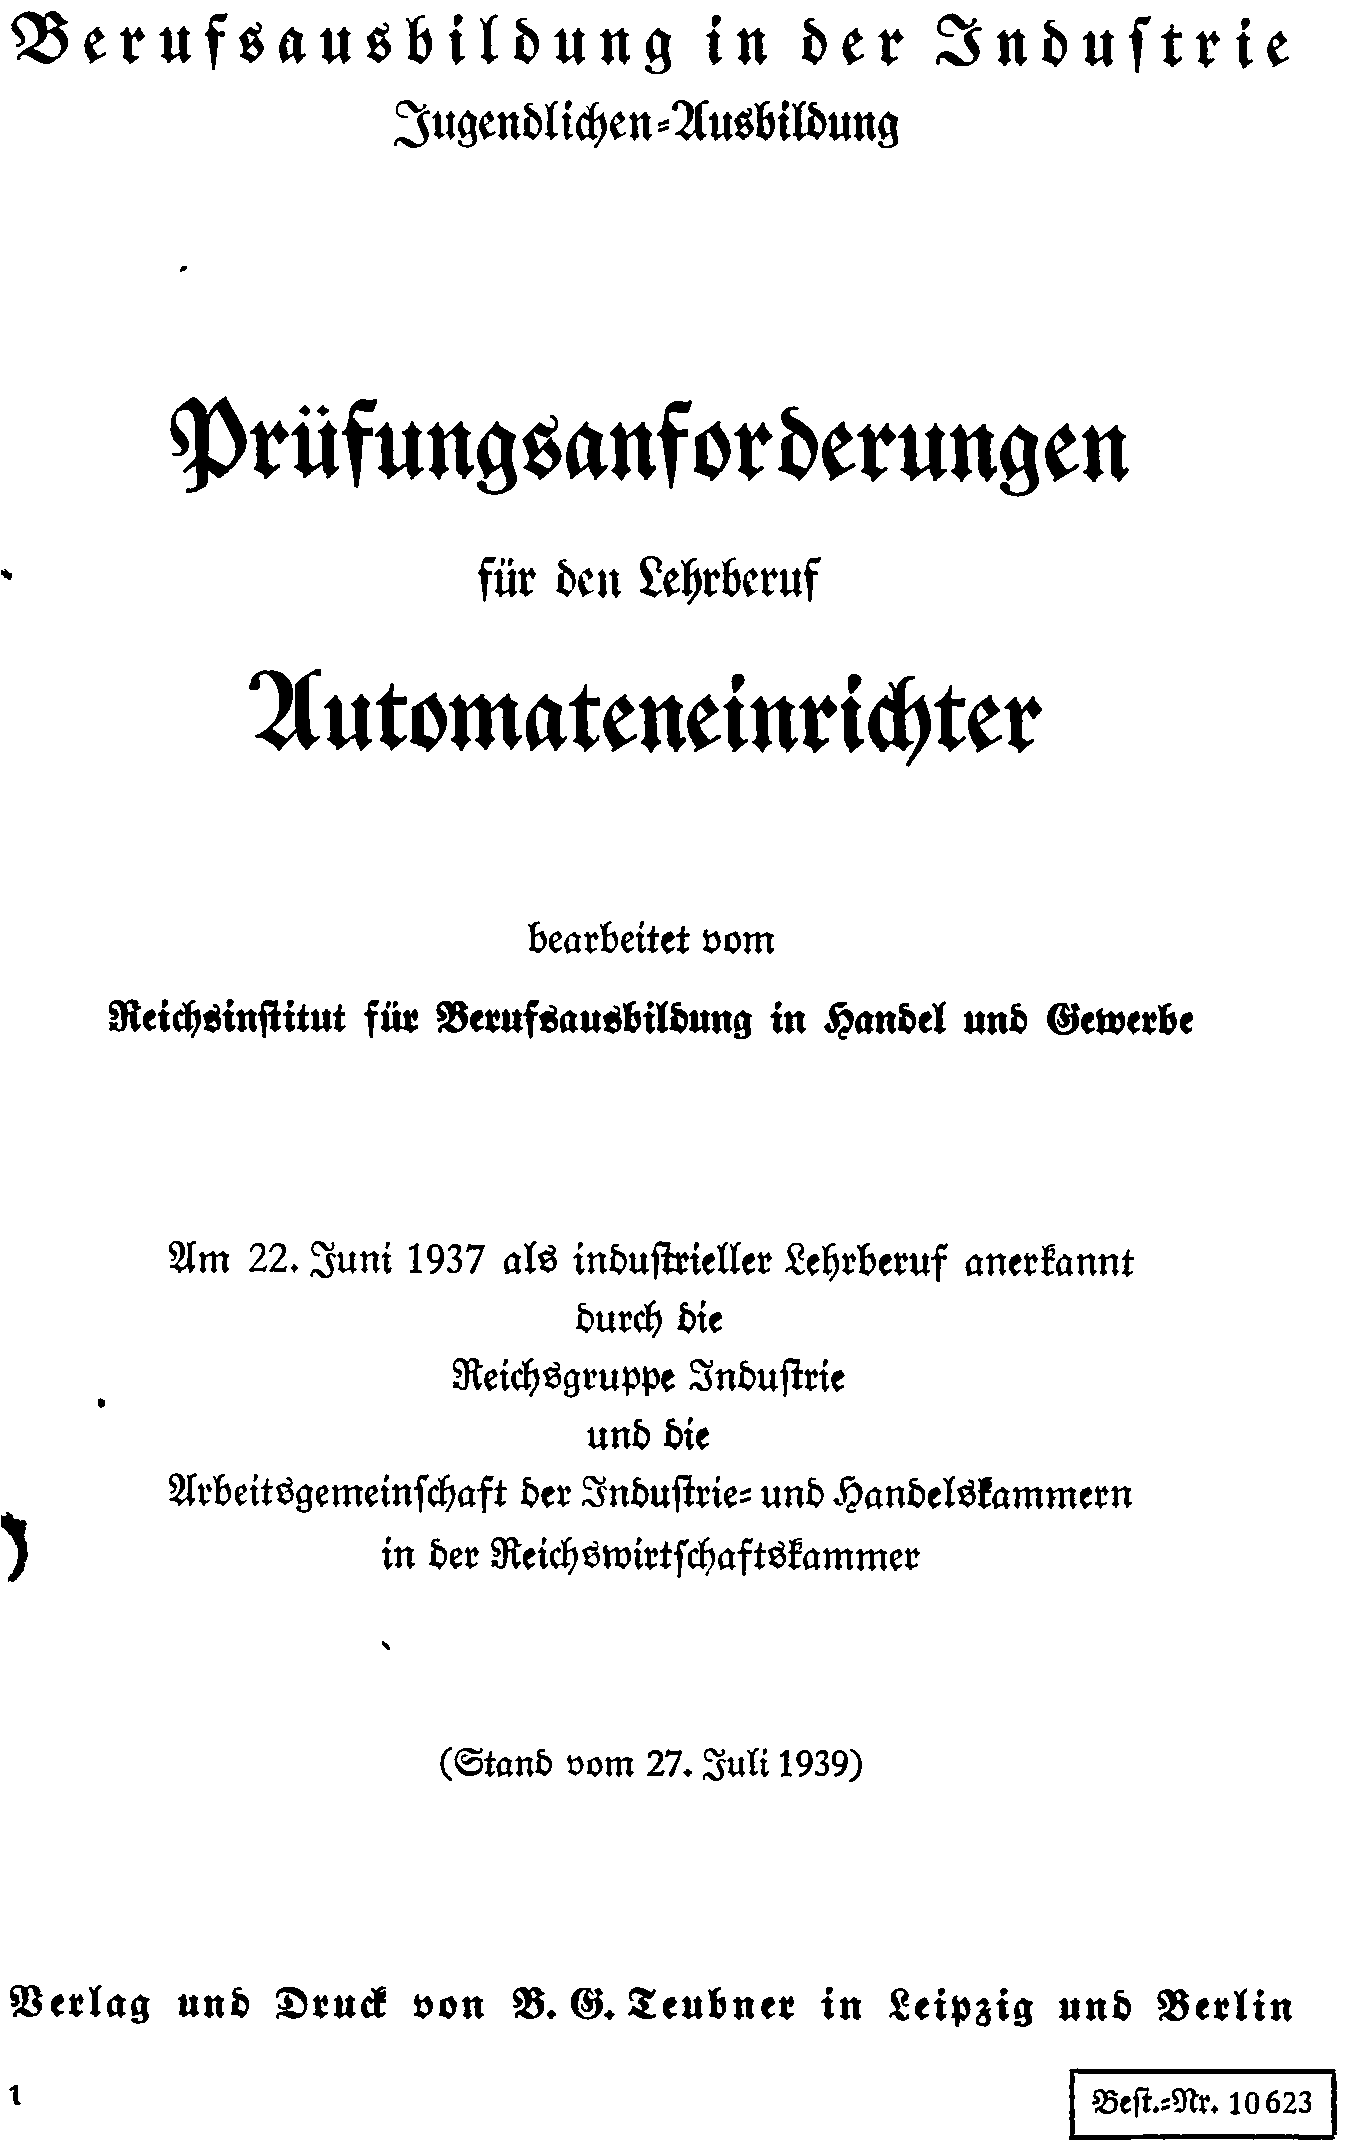 Berufsausbildung in der Industrie
Jugendlichen-Ausbildung
Prüfungsanforderungen
für den Lehrberuf
Automateneinrichter
bearbeitet vom
Reichsinstitut für Berufsausbildung in Handel und Gewerbe
Am 22. Juni 1937 als industrieller Lehrberuf anerkannt
durch die
Reichsgruppe Industrie
und die
Arbeitsgemeinschaft der Industrie- und Handelskammern
in der Reichswirtschaftskammer
(Stand vom 27. Juli 1939)
Verlag und Druck von B. G. Teubner in Leipzig und Berlin
1
Best.-Nr. 10623